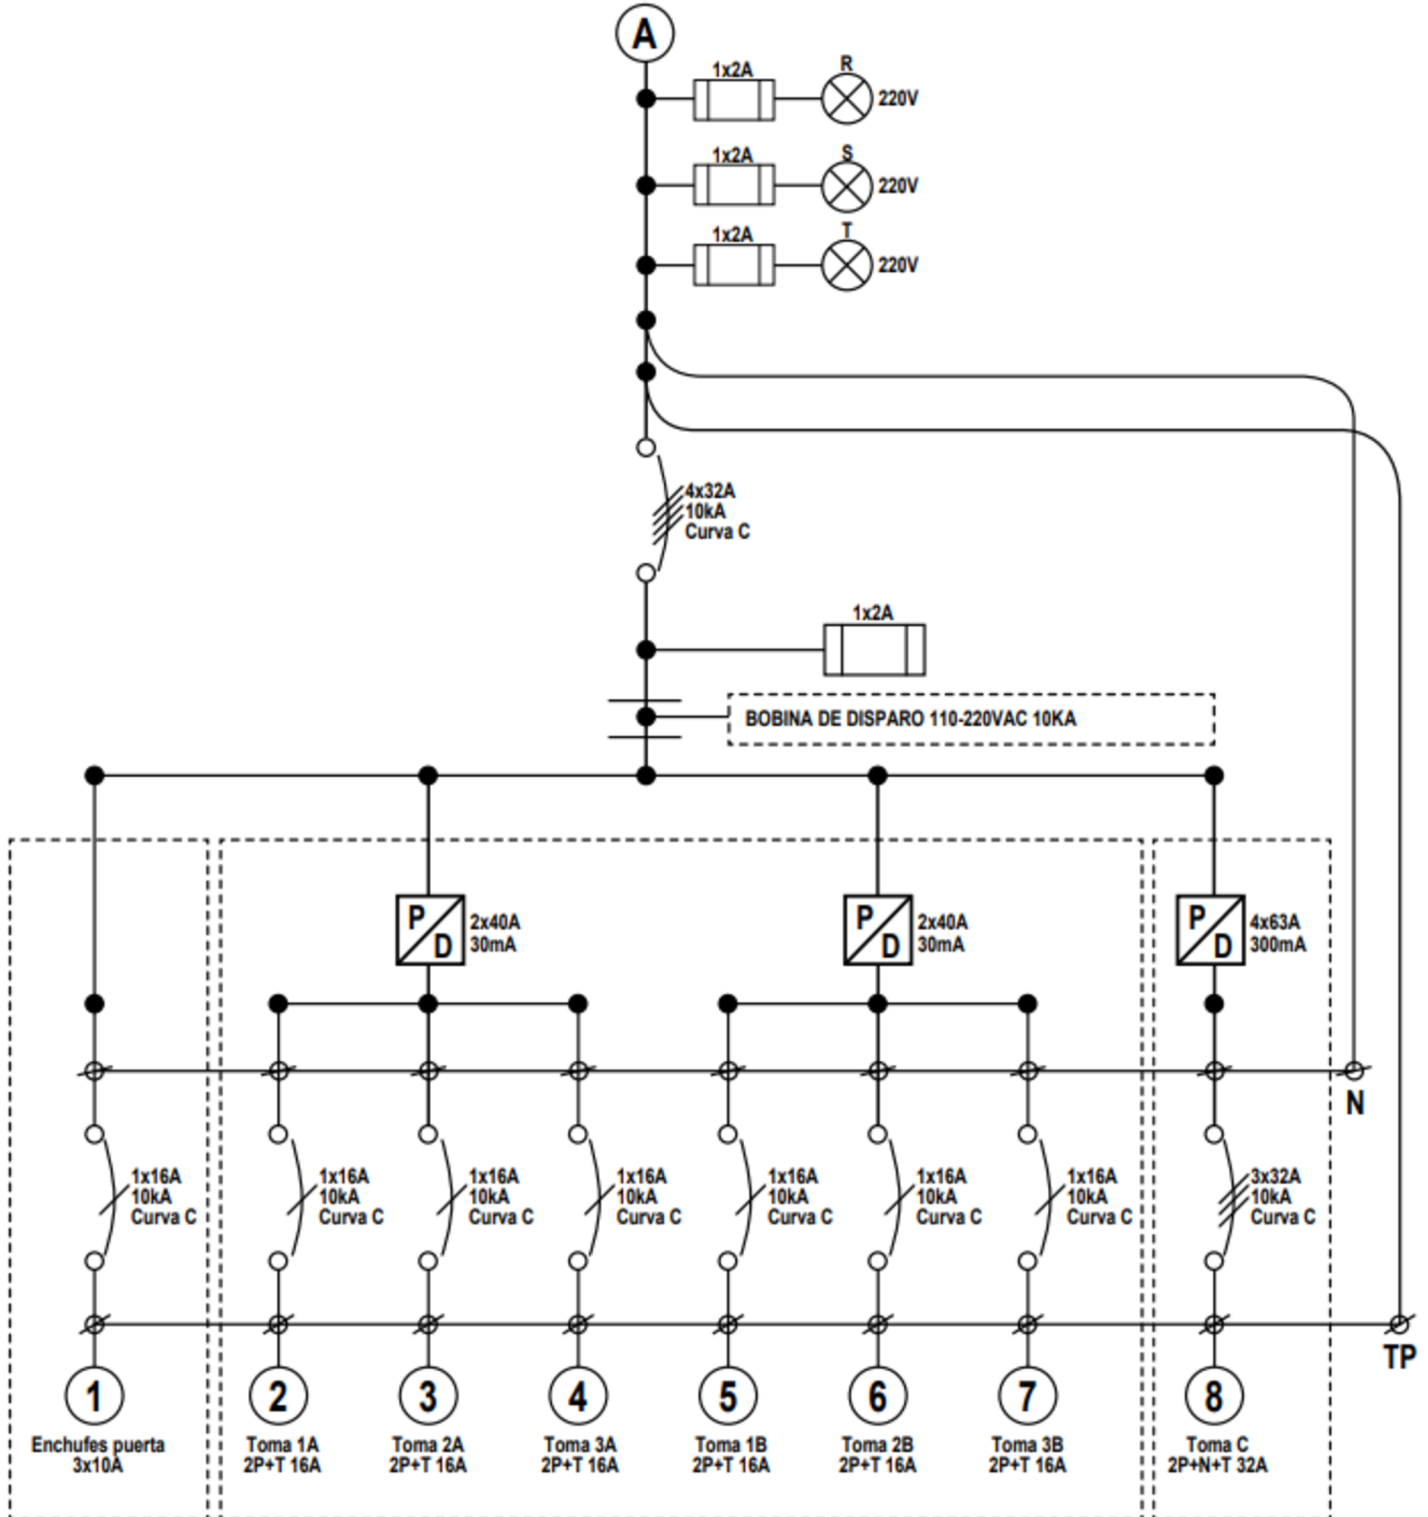 A
1x2A
R
220V
1x2A
S
220V
1x2A
T
220V
4x32A
10kA
Curva C
1x2A
BOBINA DE DISPARO 110-220VAC 10KA
P
D
2x40A
30mA
P
D
2x40A
30mA
P
D
4x63A
300mA
N
1x16A
10kA
Curva C
1x16A
10kA
Curva C
1x16A
10kA
Curva C
1x16A
10kA
Curva C
1x16A
10kA
Curva C
1x16A
10kA
Curva C
1x16A
10kA
Curva C
3x32A
10kA
Curva C
TP
1
Enchufes puerta
3x10A
2
Toma 1A
2P+T 16A
3
Toma 2A
2P+T 16A
4
Toma 3A
2P+T 16A
5
Toma 1B
2P+T 16A
6
Toma 2B
2P+T 16A
7
Toma 3B
2P+T 16A
8
Toma C
2P+N+T 32A